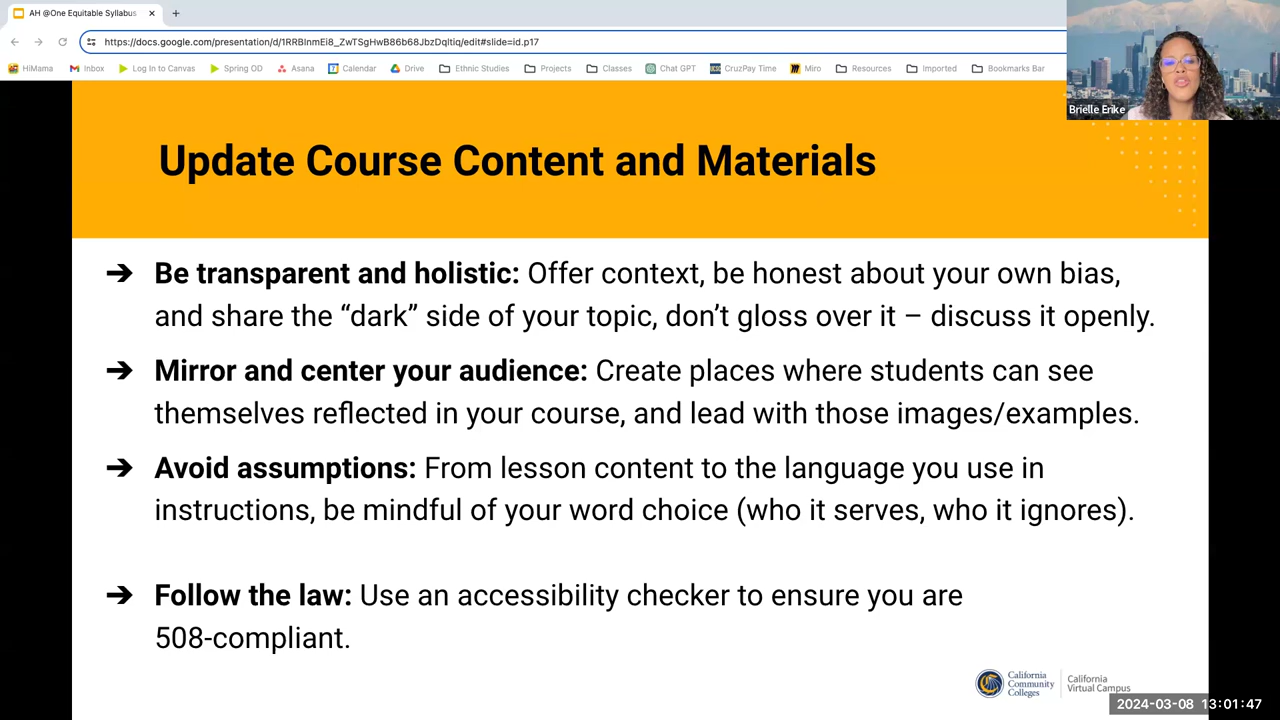 AH @One Equitable Syllabus
https://docs.google.com/presentation/d/1RRBlnmEi8_ZwTSgHwB86b68JbzDqltiq/edit#slide=id.p17
HiMama Inbox Log In to Canvas Spring OD Asana Calendar Drive Ethnic Studies Projects Classes Chat GPT CruzPay Time Miro Resources Imported Bookmarks Bar
Brielle Erike
Update Course Content and Materials
➔ Be transparent and holistic: Offer context, be honest about your own bias,
and share the “dark” side of your topic, don’t gloss over it – discuss it openly.
➔ Mirror and center your audience: Create places where students can see
themselves reflected in your course, and lead with those images/examples.
➔ Avoid assumptions: From lesson content to the language you use in
instructions, be mindful of your word choice (who it serves, who it ignores).
➔ Follow the law: Use an accessibility checker to ensure you are
508-compliant.
California
Community
Colleges
California
Virtual Campus
2024-03-08 13:01:47